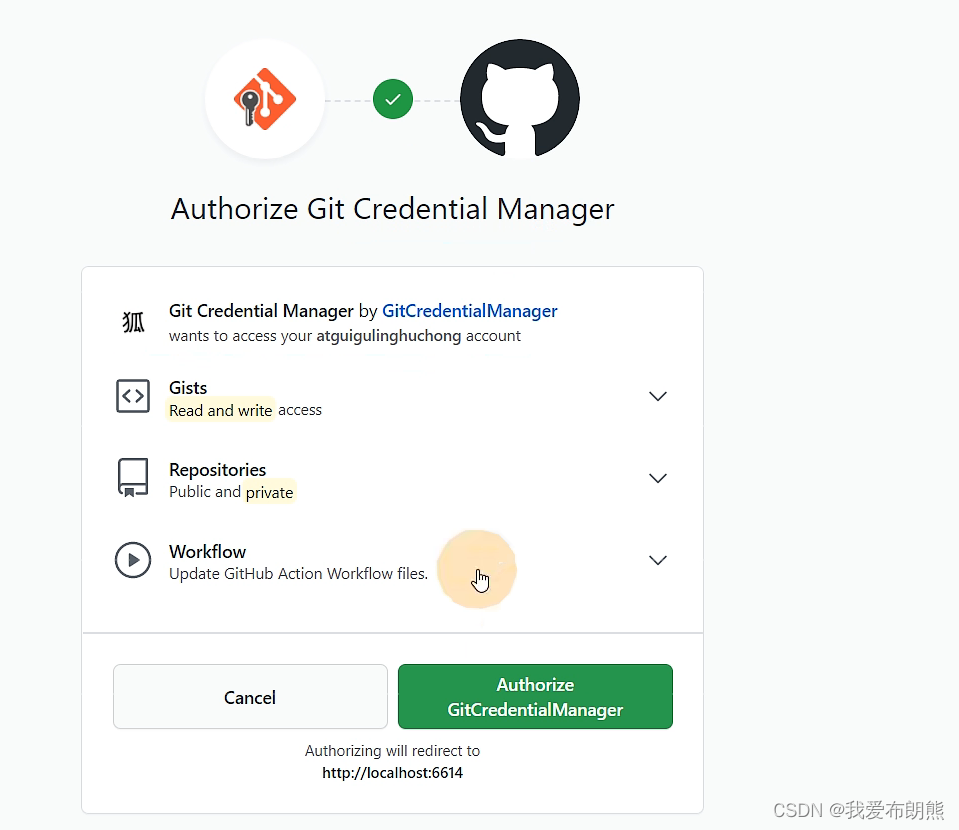 Authorize Git Credential Manager
狐
Git Credential Manager by GitCredentialManager
wants to access your atguigulinghuchong account
Gists
Read and write access
Repositories
Public and private
Workflow
Update GitHub Action Workflow files.
Cancel
Authorize
GitCredentialManager
Authorizing will redirect to
http://localhost:6614
CSDN @我爱布朗熊